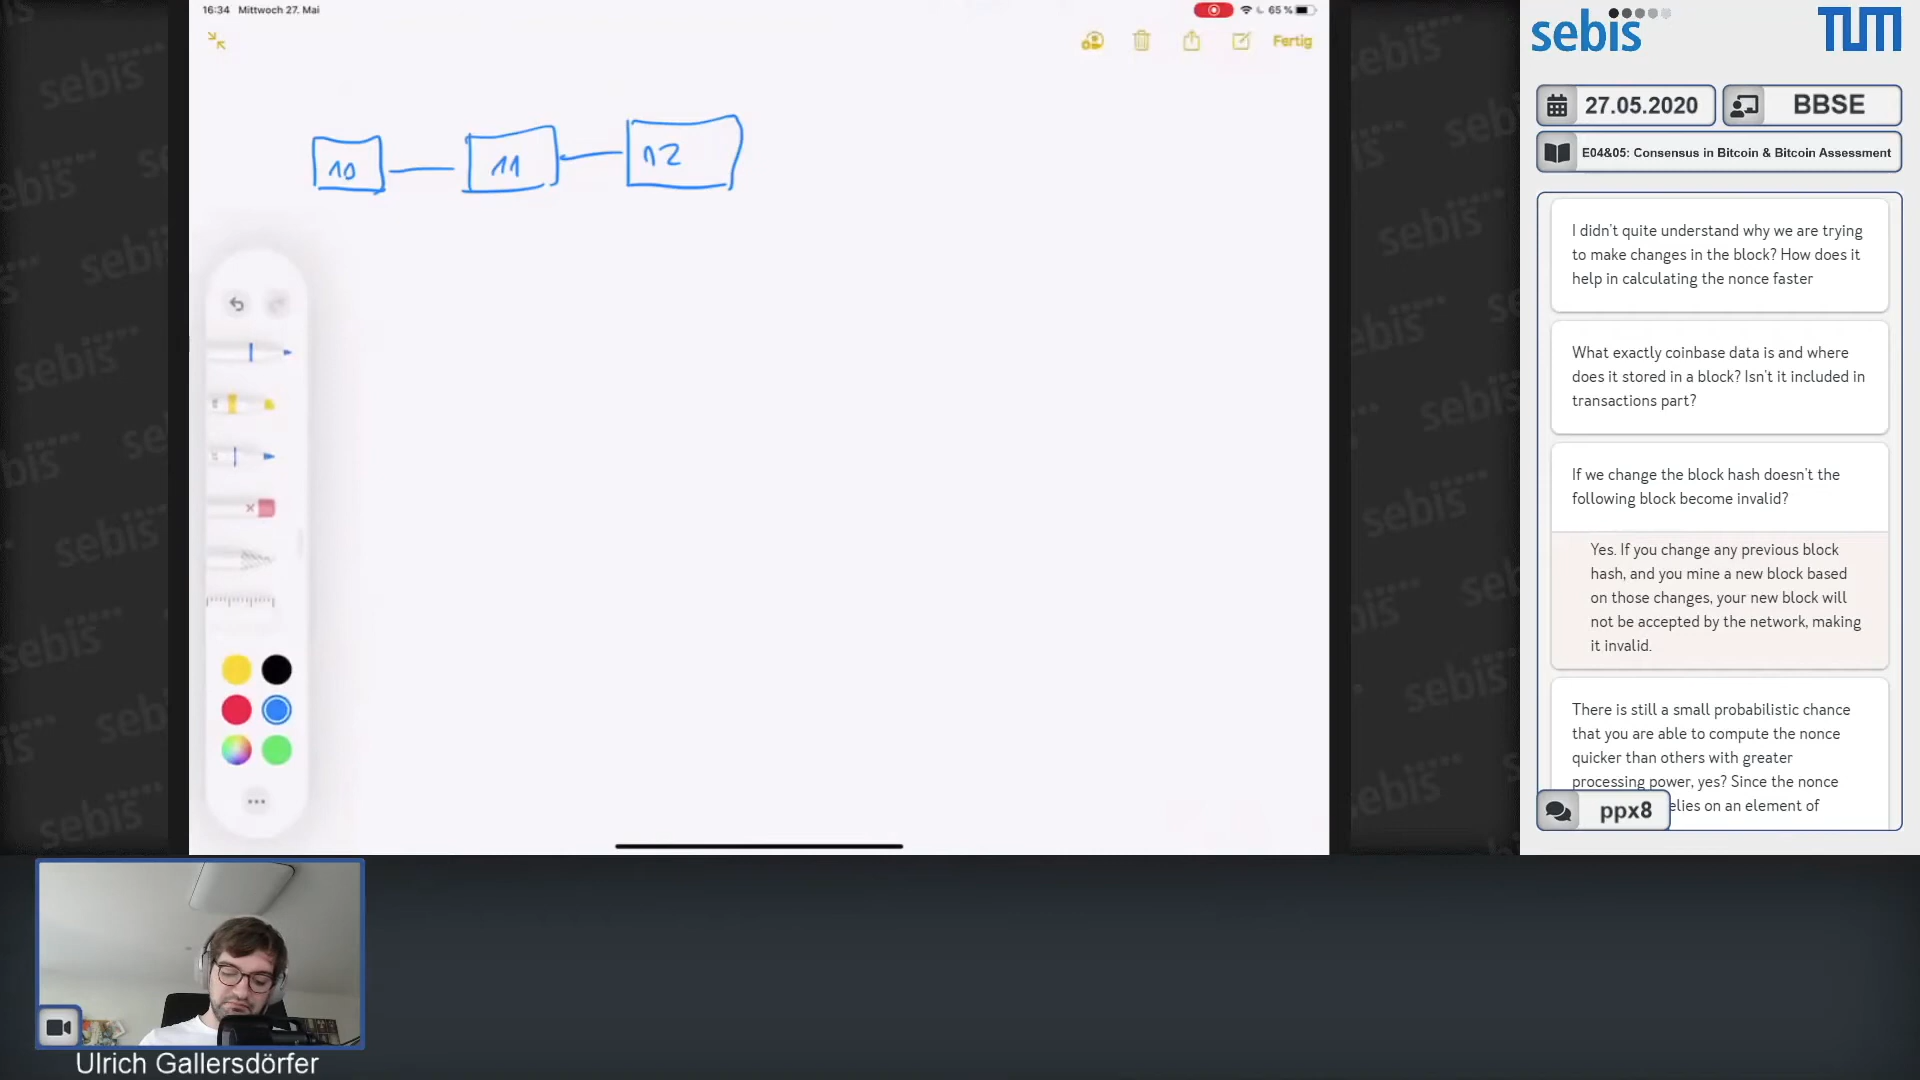 16:34 Mittwoch 27. Mai
65 %
Fertig
10
11
12
sebis
TUM
27.05.2020
BBSE
E04&05: Consensus in Bitcoin & Bitcoin Assessment
I didn't quite understand why we are trying
to make changes in the block? How does it
help in calculating the nonce faster
What exactly coinbase data is and where
does it stored in a block? Isn't it included in
transactions part?
If we change the block hash doesn't the
following block become invalid?
Yes. If you change any previous block
hash, and you mine a new block based
on those changes, your new block will
not be accepted by the network, making
it invalid.
There is still a small probabilistic chance
that you are able to compute the nonce
quicker than others with greater
processing power, yes? Since the nonce
elies on an element of
ppx8
Ulrich Gallersdörfer